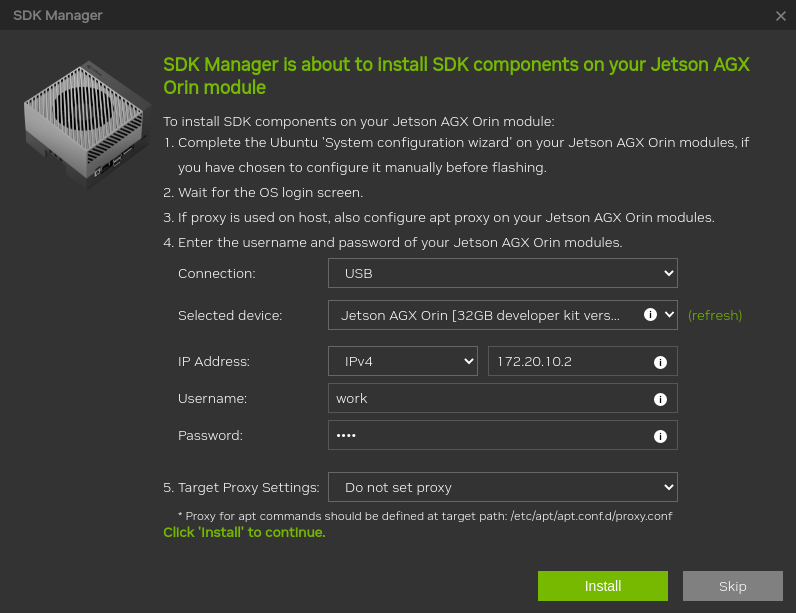 SDK Manager
SDK Manager is about to install SDK components on your Jetson AGX
Orin module
To install SDK components on your Jetson AGX Orin module:
1. Complete the Ubuntu 'System configuration wizard' on your Jetson AGX Orin modules, if
you have chosen to configure it manually before flashing.
2. Wait for the OS login screen.
3. If proxy is used on host, also configure apt proxy on your Jetson AGX Orin modules.
4. Enter the username and password of your Jetson AGX Orin modules.
Connection: USB
Selected device: Jetson AGX Orin [32GB developer kit vers... (refresh)
IP Address: IPv4 172.20.10.2
Username: work
Password: ••••
5. Target Proxy Settings: Do not set proxy
* Proxy for apt commands should be defined at target path: /etc/apt/apt.conf.d/proxy.conf
Click 'Install' to continue.
Install Skip